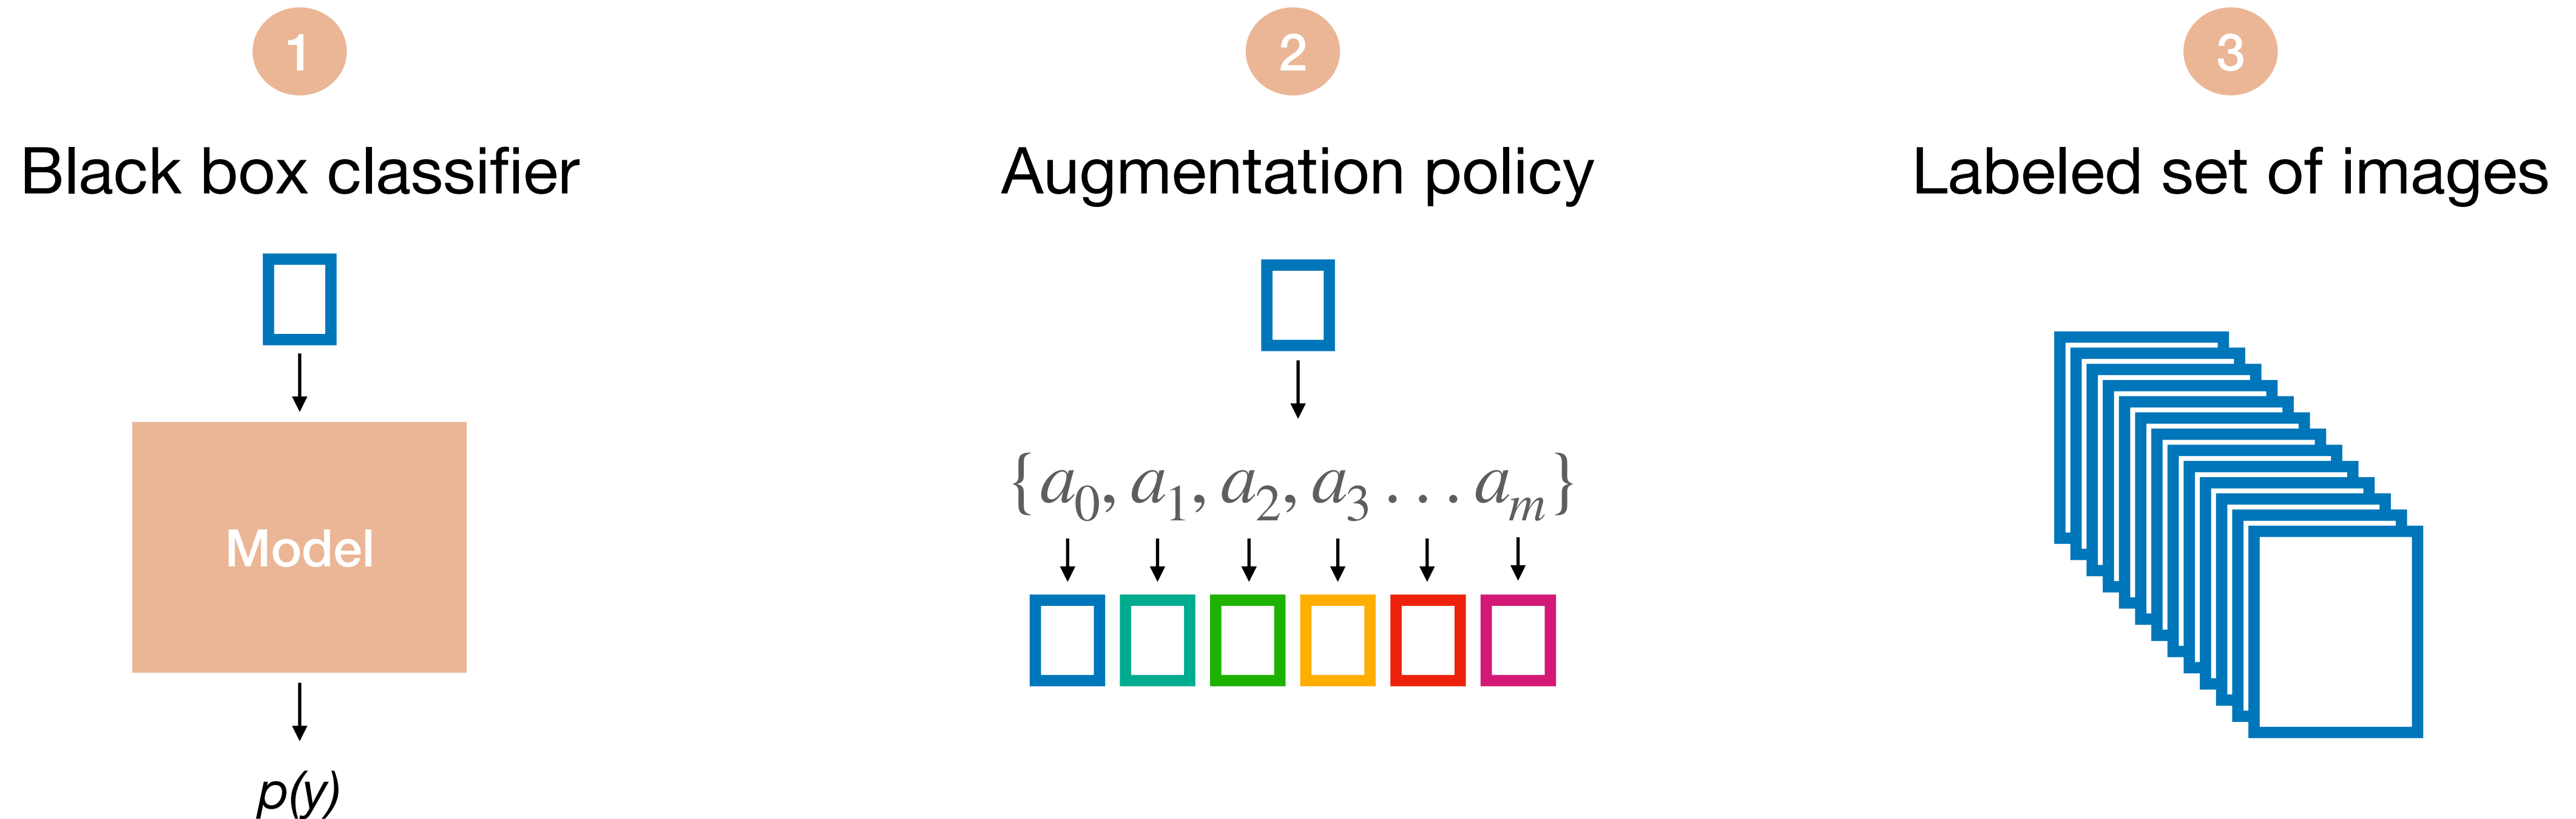 1
Black box classifier
Model
p(y)
2
Augmentation policy
{a₀, a₁, a₂, a₃ . . . aₘ}
3
Labeled set of images